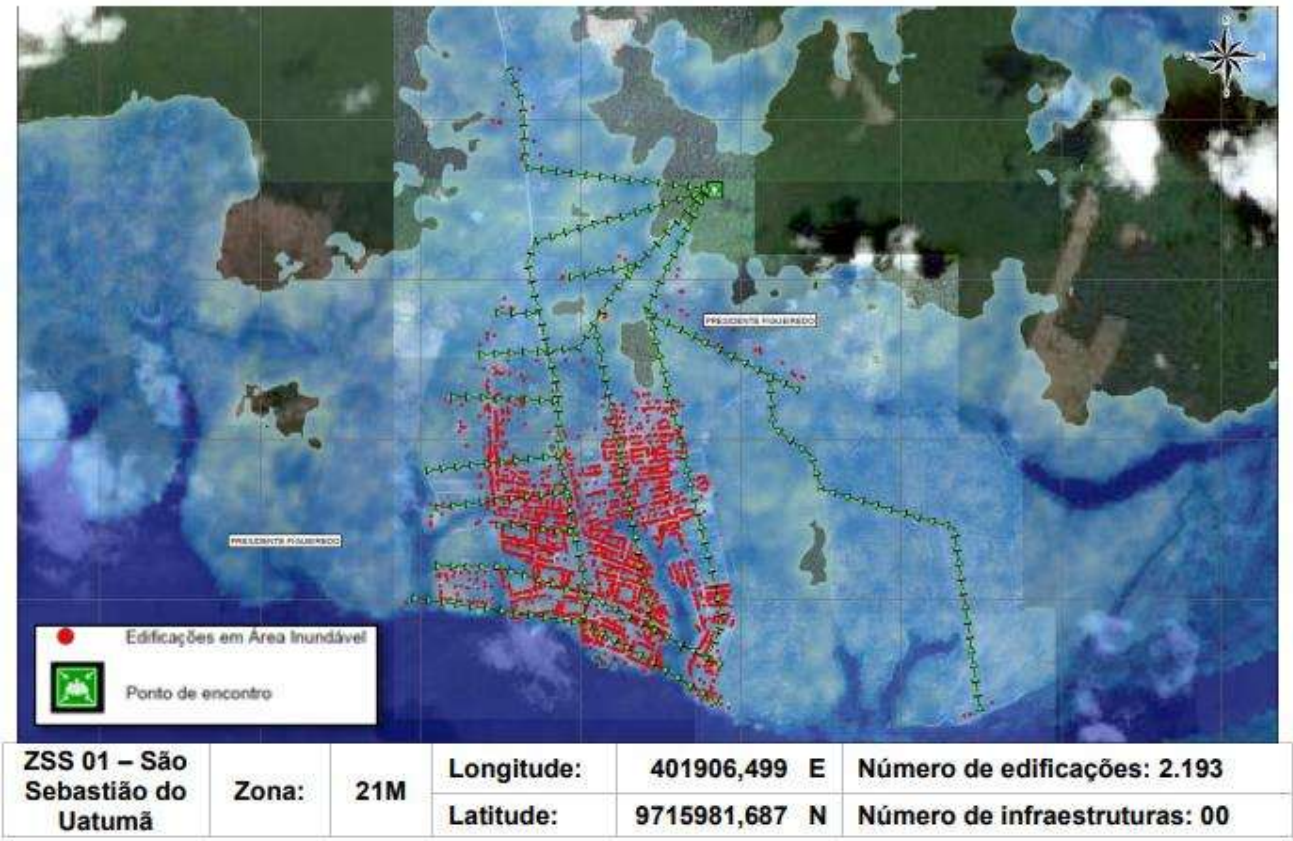 PRESIDENTE FIGUEIREDO
PRESIDENTE FIGUEIREDO
Edificações em Área Inundável
Ponto de encontro
ZSS 01 – São
Sebastião do
Uatumã
Zona:
21M
Longitude:
401906,499 E
Número de edificações: 2.193
Latitude:
9715981,687 N
Número de infraestruturas: 00